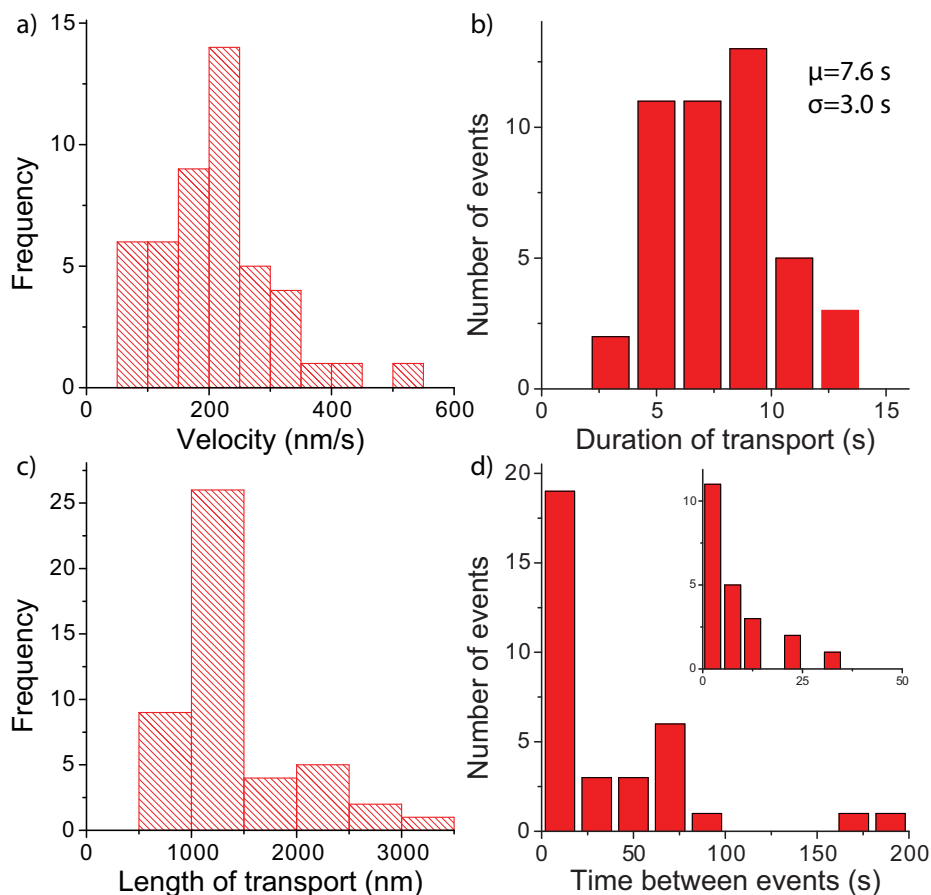 a)
15
10
5
0
Frequency
0
200
400
600
Velocity (nm/s)
b)
μ=7.6 s
σ=3.0 s
10
5
0
Number of events
0
5
10
15
Duration of transport (s)
c)
25
20
15
10
5
0
Frequency
0
1000
2000
3000
Length of transport (nm)
d)
20
15
10
5
0
Number of events
10
5
0
0
25
50
0
50
100
150
200
Time between events (s)